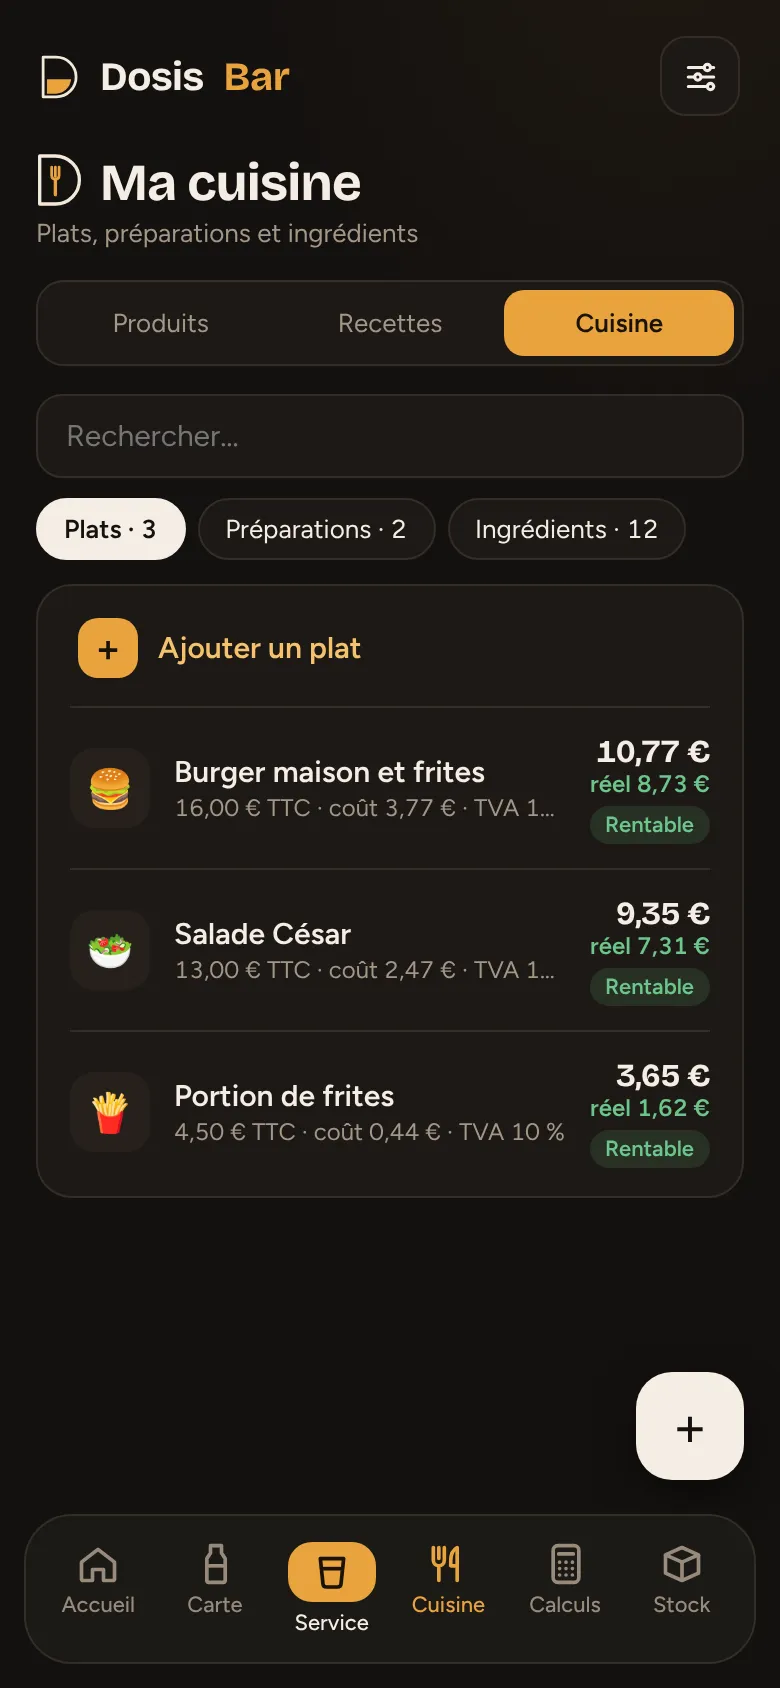 Dosis Bar
Ma cuisine
Plats, préparations et ingrédients
Produits Recettes Cuisine
Rechercher...
Plats · 3 Préparations · 2 Ingrédients · 12
+ Ajouter un plat
Burger maison et frites
16,00 € TTC · coût 3,77 € · TVA 1...
10,77 €
réel 8,73 €
Rentable
Salade César
13,00 € TTC · coût 2,47 € · TVA 1...
9,35 €
réel 7,31 €
Rentable
Portion de frites
4,50 € TTC · coût 0,44 € · TVA 10 %
3,65 €
réel 1,62 €
Rentable
+
Accueil Carte Service Cuisine Calculs Stock